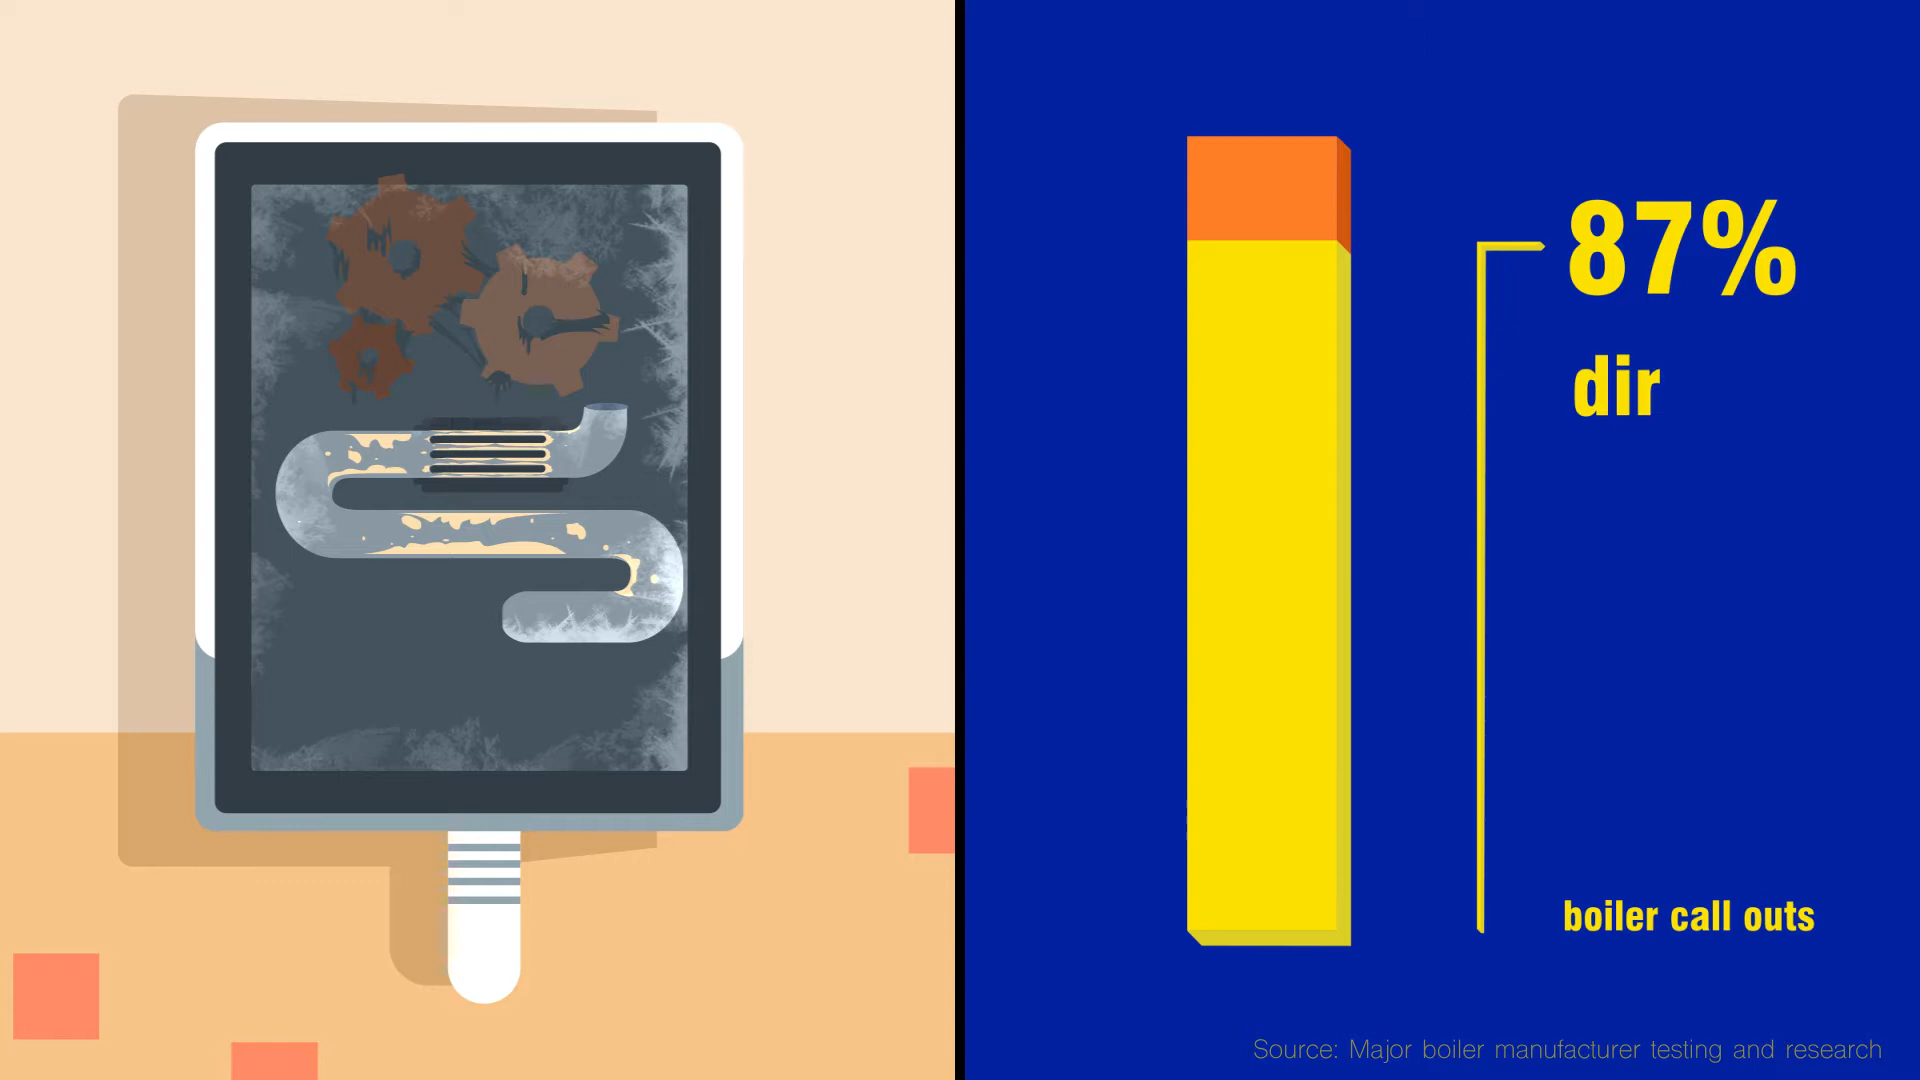 87%
dir
boiler call outs
Source: Major boiler manufacturer testing and research